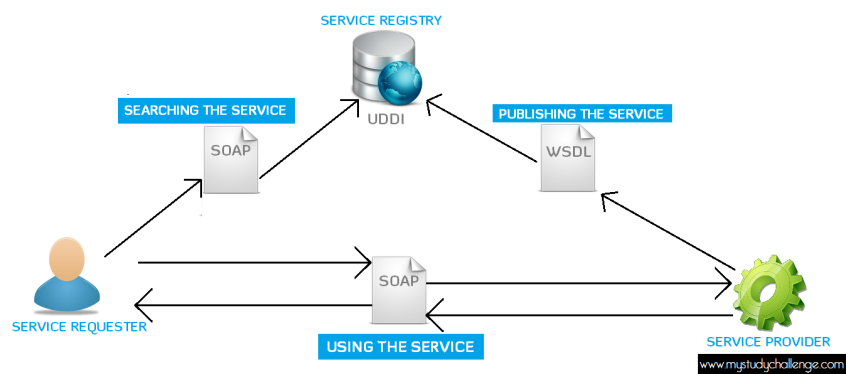 SERVICE REGISTRY
UDDI
SEARCHING THE SERVICE
SOAP
PUBLISHING THE SERVICE
WSDL
SOAP
USING THE SERVICE
SERVICE REQUESTER
SERVICE PROVIDER
www.mystudychallenge.com